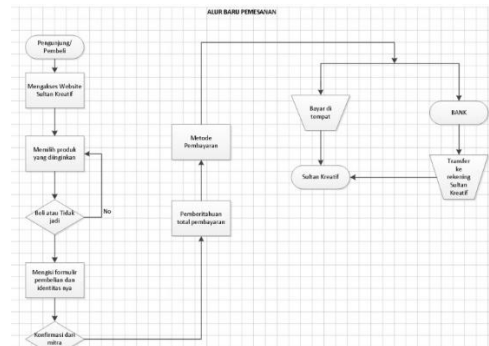 ALUR BARU PEMESANAN
Pengunjung/
Pembeli
Mengakses Website
Sultan Kreatif
Memilih produk
yang diinginkan
Beli atau Tidak
jadi
No
Mengisi formulir
pembelian dan
identitas nya
Konfirmasi dari
mitra
Pemberitahuan
total pembayaran
Metode
Pembayaran
Bayar di
tempat
Sultan Kreatif
BANK
Transfer
ke
rekening
Sultan
Kreatif